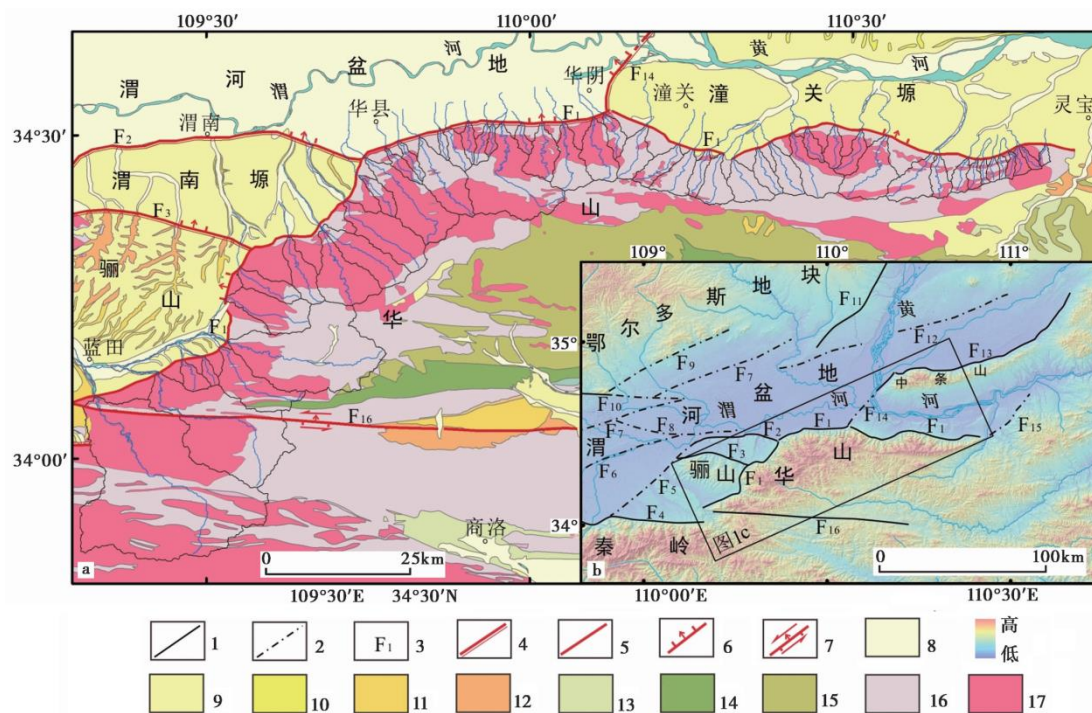 109°30′
110°00′
110°30′
渭 河 盆 地
渭
河
黄
河
华阴
F14
潼关
潼 关 塬
灵宝
华县
渭南
34°30′
F2
F1
F1
渭 南 塬
F3
山
骊
山
华
F1
蓝田
F16
34°00′
商洛
0 25km
a
109° 110° 111°
鄂 尔 多 斯 地 块
F11
黄
F12
35°
F9
F7
F13
山
条
中
盆 地
河
河
渭
河
F10
F7
F8
F14
F15
渭
F2
F1
F1
F3
F6
骊山
华
山
F5
F1
34°
F4
F16
图1c
秦 岭
0 100km
b
109°30′E 34°30′N 110°00′E 110°30′E
1 2 F1 3 4 5 6 7 8 高
低
9 10 11 12 13 14 15 16 17